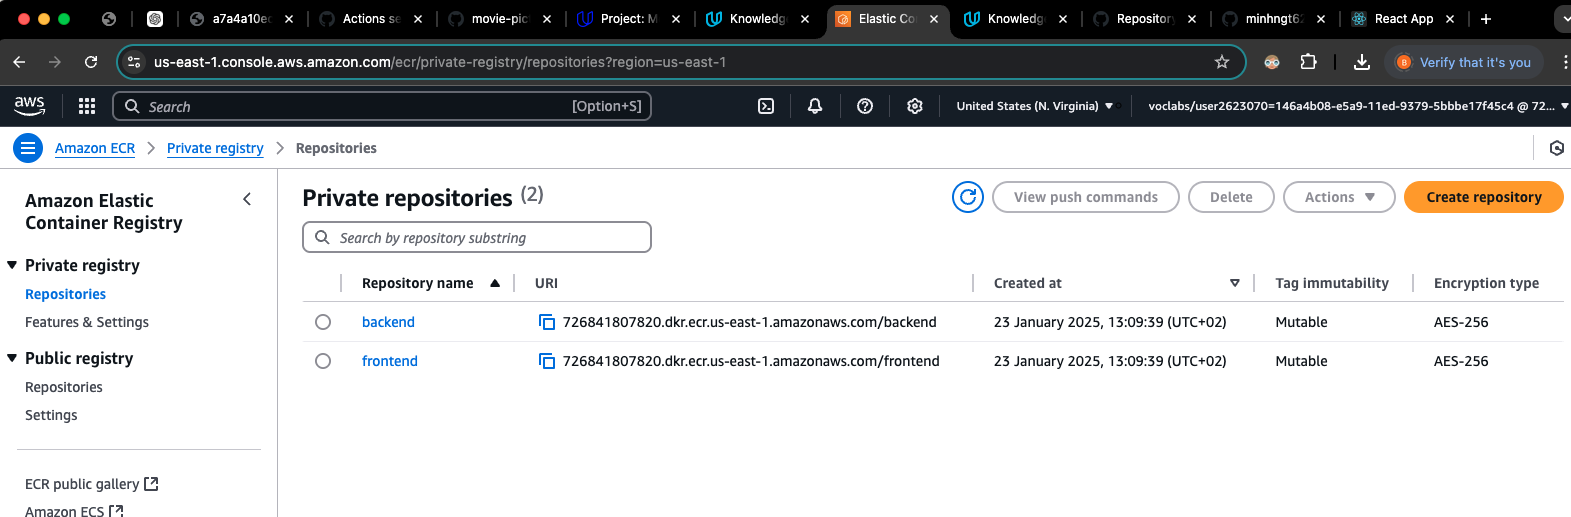 a7a4a10e
Actions se
movie-pic
Project: M
Knowledge
Elastic Co
Knowledge
Repository
minhngt62
React App
us-east-1.console.aws.amazon.com/ecr/private-registry/repositories?region=us-east-1
Verify that it's you
aws
Search
[Option+S]
United States (N. Virginia)
voclabs/user2623070=146a4b08-e5a9-11ed-9379-5bbbe17f45c4 @ 72...
Amazon ECR
Private registry
Repositories
Amazon Elastic
Container Registry
Private registry
Repositories
Features & Settings
Public registry
Repositories
Settings
ECR public gallery
Amazon ECS
Private repositories (2)
View push commands
Delete
Actions
Create repository
Search by repository substring
Repository name URI Created at Tag immutability Encryption type
backend 726841807820.dkr.ecr.us-east-1.amazonaws.com/backend 23 January 2025, 13:09:39 (UTC+02) Mutable AES-256
frontend 726841807820.dkr.ecr.us-east-1.amazonaws.com/frontend 23 January 2025, 13:09:39 (UTC+02) Mutable AES-256